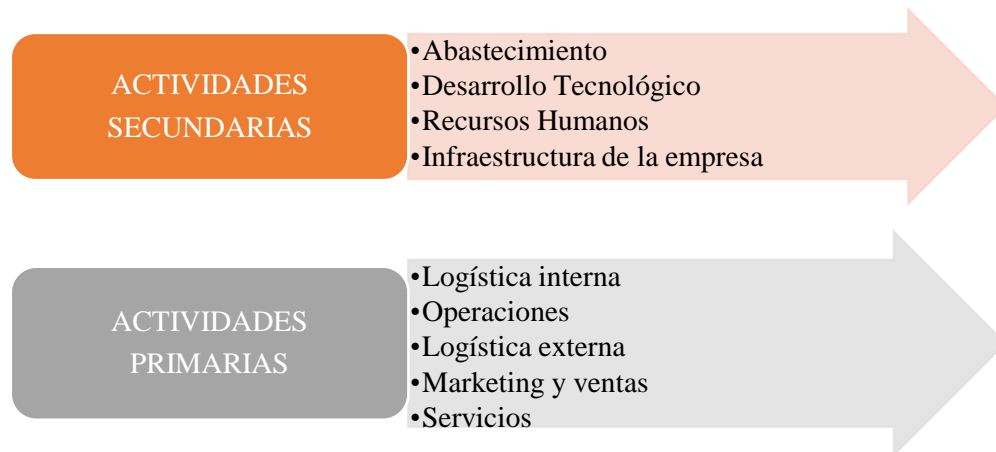 ACTIVIDADES
SECUNDARIAS
•Abastecimiento
•Desarrollo Tecnológico
•Recursos Humanos
•Infraestructura de la empresa
ACTIVIDADES
PRIMARIAS
•Logística interna
•Operaciones
•Logística externa
•Marketing y ventas
•Servicios